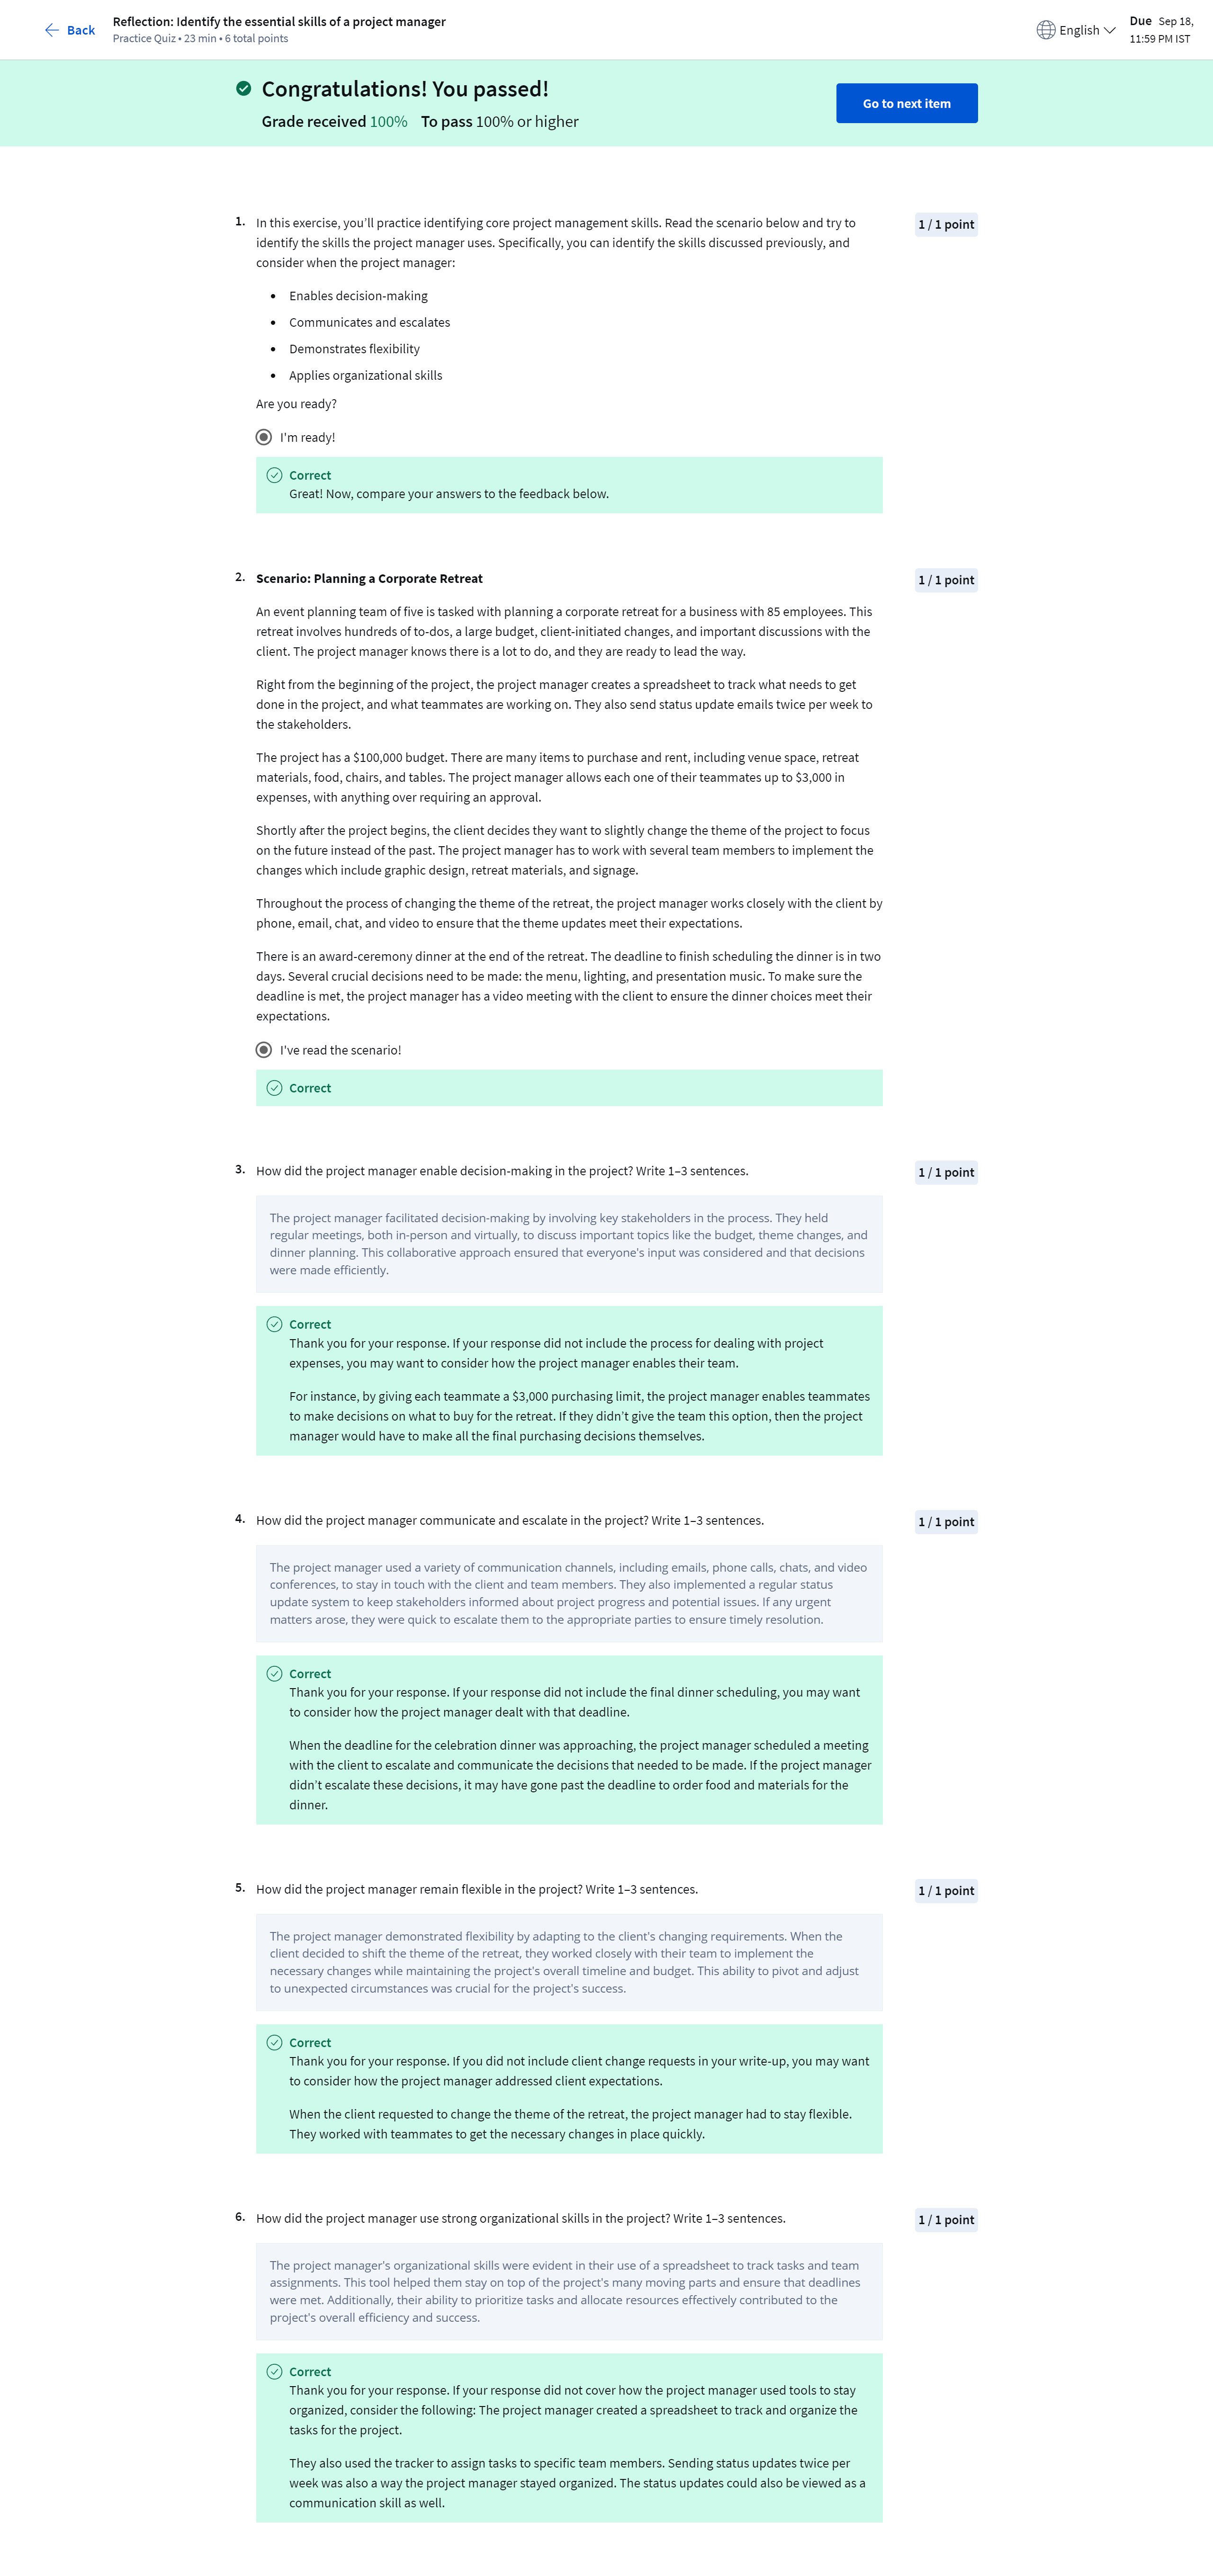 Back
Reflection: Identify the essential skills of a project manager
Practice Quiz • 23 min • 6 total points
English
Due Sep 18,
11:59 PM IST
Congratulations! You passed!
Grade received 100% To pass 100% or higher
Go to next item
1. In this exercise, you'll practice identifying core project management skills. Read the scenario below and try to
identify the skills the project manager uses. Specifically, you can identify the skills discussed previously, and
consider when the project manager:
1 / 1 point
• Enables decision-making
• Communicates and escalates
• Demonstrates flexibility
• Applies organizational skills
Are you ready?
I'm ready!
Correct
Great! Now, compare your answers to the feedback below.
2. Scenario: Planning a Corporate Retreat
1 / 1 point
An event planning team of five is tasked with planning a corporate retreat for a business with 85 employees. This
retreat involves hundreds of to-dos, a large budget, client-initiated changes, and important discussions with the
client. The project manager knows there is a lot to do, and they are ready to lead the way.
Right from the beginning of the project, the project manager creates a spreadsheet to track what needs to get
done in the project, and what teammates are working on. They also send status update emails twice per week to
the stakeholders.
The project has a $100,000 budget. There are many items to purchase and rent, including venue space, retreat
materials, food, chairs, and tables. The project manager allows each one of their teammates up to $3,000 in
expenses, with anything over requiring an approval.
Shortly after the project begins, the client decides they want to slightly change the theme of the project to focus
on the future instead of the past. The project manager has to work with several team members to implement the
changes which include graphic design, retreat materials, and signage.
Throughout the process of changing the theme of the retreat, the project manager works closely with the client by
phone, email, chat, and video to ensure that the theme updates meet their expectations.
There is an award-ceremony dinner at the end of the retreat. The deadline to finish scheduling the dinner is in two
days. Several crucial decisions need to be made: the menu, lighting, and presentation music. To make sure the
deadline is met, the project manager has a video meeting with the client to ensure the dinner choices meet their
expectations.
I've read the scenario!
Correct
3. How did the project manager enable decision-making in the project? Write 1–3 sentences.
1 / 1 point
The project manager facilitated decision-making by involving key stakeholders in the process. They held
regular meetings, both in-person and virtually, to discuss important topics like the budget, theme changes, and
dinner planning. This collaborative approach ensured that everyone's input was considered and that decisions
were made efficiently.
Correct
Thank you for your response. If your response did not include the process for dealing with project
expenses, you may want to consider how the project manager enables their team.
For instance, by giving each teammate a $3,000 purchasing limit, the project manager enables teammates
to make decisions on what to buy for the retreat. If they didn't give the team this option, then the project
manager would have to make all the final purchasing decisions themselves.
4. How did the project manager communicate and escalate in the project? Write 1–3 sentences.
1 / 1 point
The project manager used a variety of communication channels, including emails, phone calls, chats, and video
conferences, to stay in touch with the client and team members. They also implemented a regular status
update system to keep stakeholders informed about project progress and potential issues. If any urgent
matters arose, they were quick to escalate them to the appropriate parties to ensure timely resolution.
Correct
Thank you for your response. If your response did not include the final dinner scheduling, you may want
to consider how the project manager dealt with that deadline.
When the deadline for the celebration dinner was approaching, the project manager scheduled a meeting
with the client to escalate and communicate the decisions that needed to be made. If the project manager
didn't escalate these decisions, it may have gone past the deadline to order food and materials for the
dinner.
5. How did the project manager remain flexible in the project? Write 1–3 sentences.
1 / 1 point
The project manager demonstrated flexibility by adapting to the client's changing requirements. When the
client decided to shift the theme of the retreat, they worked closely with their team to implement the
necessary changes while maintaining the project's overall timeline and budget. This ability to pivot and adjust
to unexpected circumstances was crucial for the project's success.
Correct
Thank you for your response. If you did not include client change requests in your write-up, you may want
to consider how the project manager addressed client expectations.
When the client requested to change the theme of the retreat, the project manager had to stay flexible.
They worked with teammates to get the necessary changes in place quickly.
6. How did the project manager use strong organizational skills in the project? Write 1–3 sentences.
1 / 1 point
The project manager's organizational skills were evident in their use of a spreadsheet to track tasks and team
assignments. This tool helped them stay on top of the project's many moving parts and ensure that deadlines
were met. Additionally, their ability to prioritize tasks and allocate resources effectively contributed to the
project's overall efficiency and success.
Correct
Thank you for your response. If your response did not cover how the project manager used tools to stay
organized, consider the following: The project manager created a spreadsheet to track and organize the
tasks for the project.
They also used the tracker to assign tasks to specific team members. Sending status updates twice per
week was also a way the project manager stayed organized. The status updates could also be viewed as a
communication skill as well.